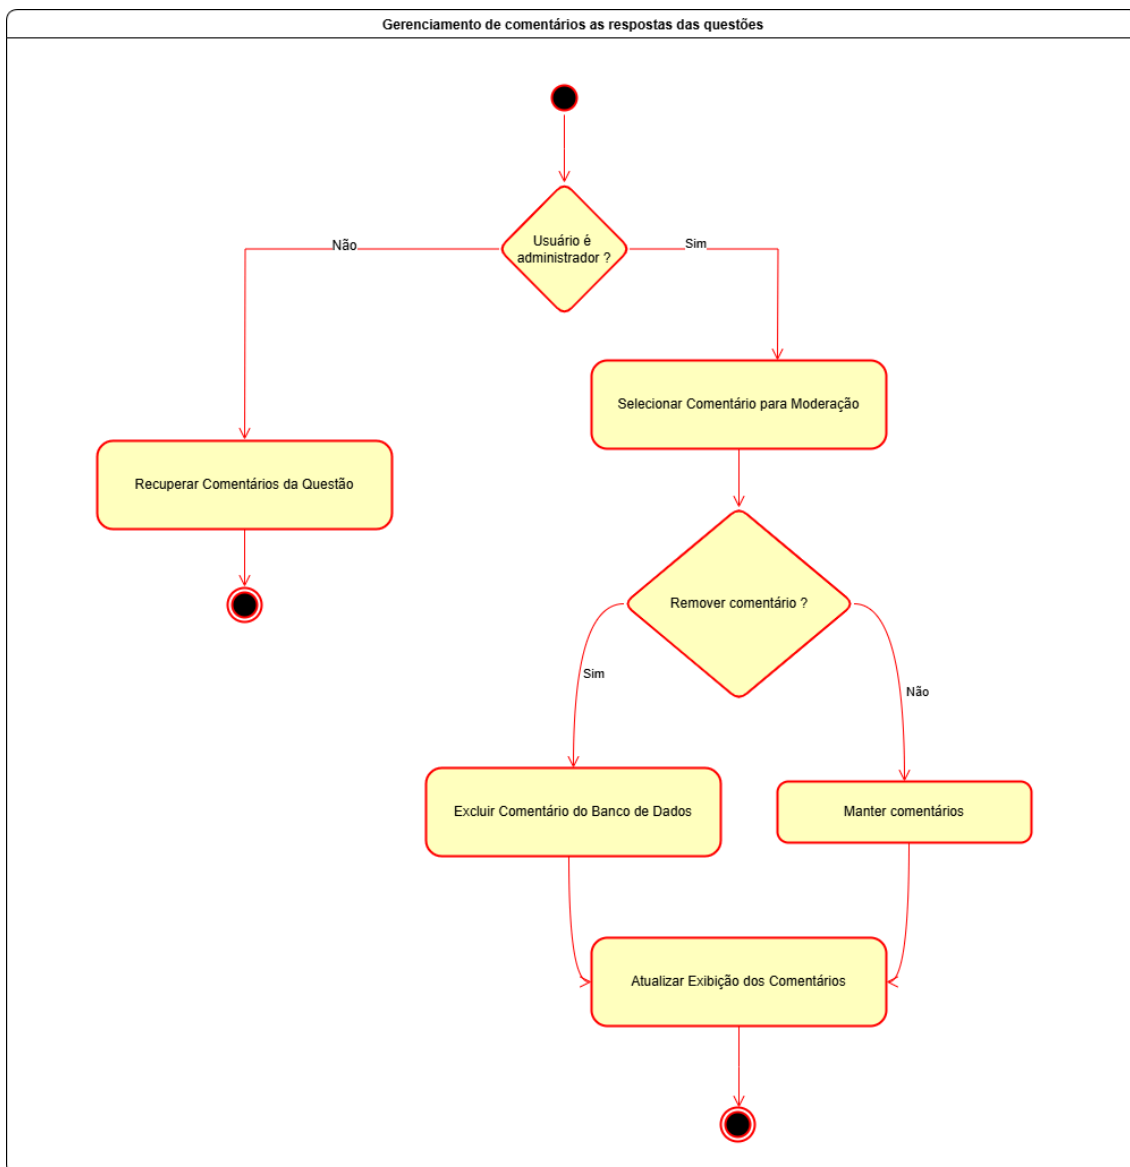 Gerenciamento de comentários as respostas das questões
Usuário é
administrador ?
Não
Sim
Selecionar Comentário para Moderação
Recuperar Comentários da Questão
Remover comentário ?
Sim
Não
Excluir Comentário do Banco de Dados
Manter comentários
Atualizar Exibição dos Comentários